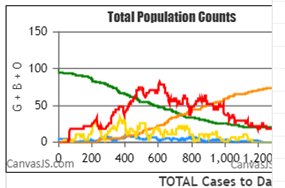 Total Population Counts
150
100
50
0
G + B + O
0 200 400 600 800 1,000 1,200
CanvasJS.com CanvasJS.com
TOTAL Cases to Da